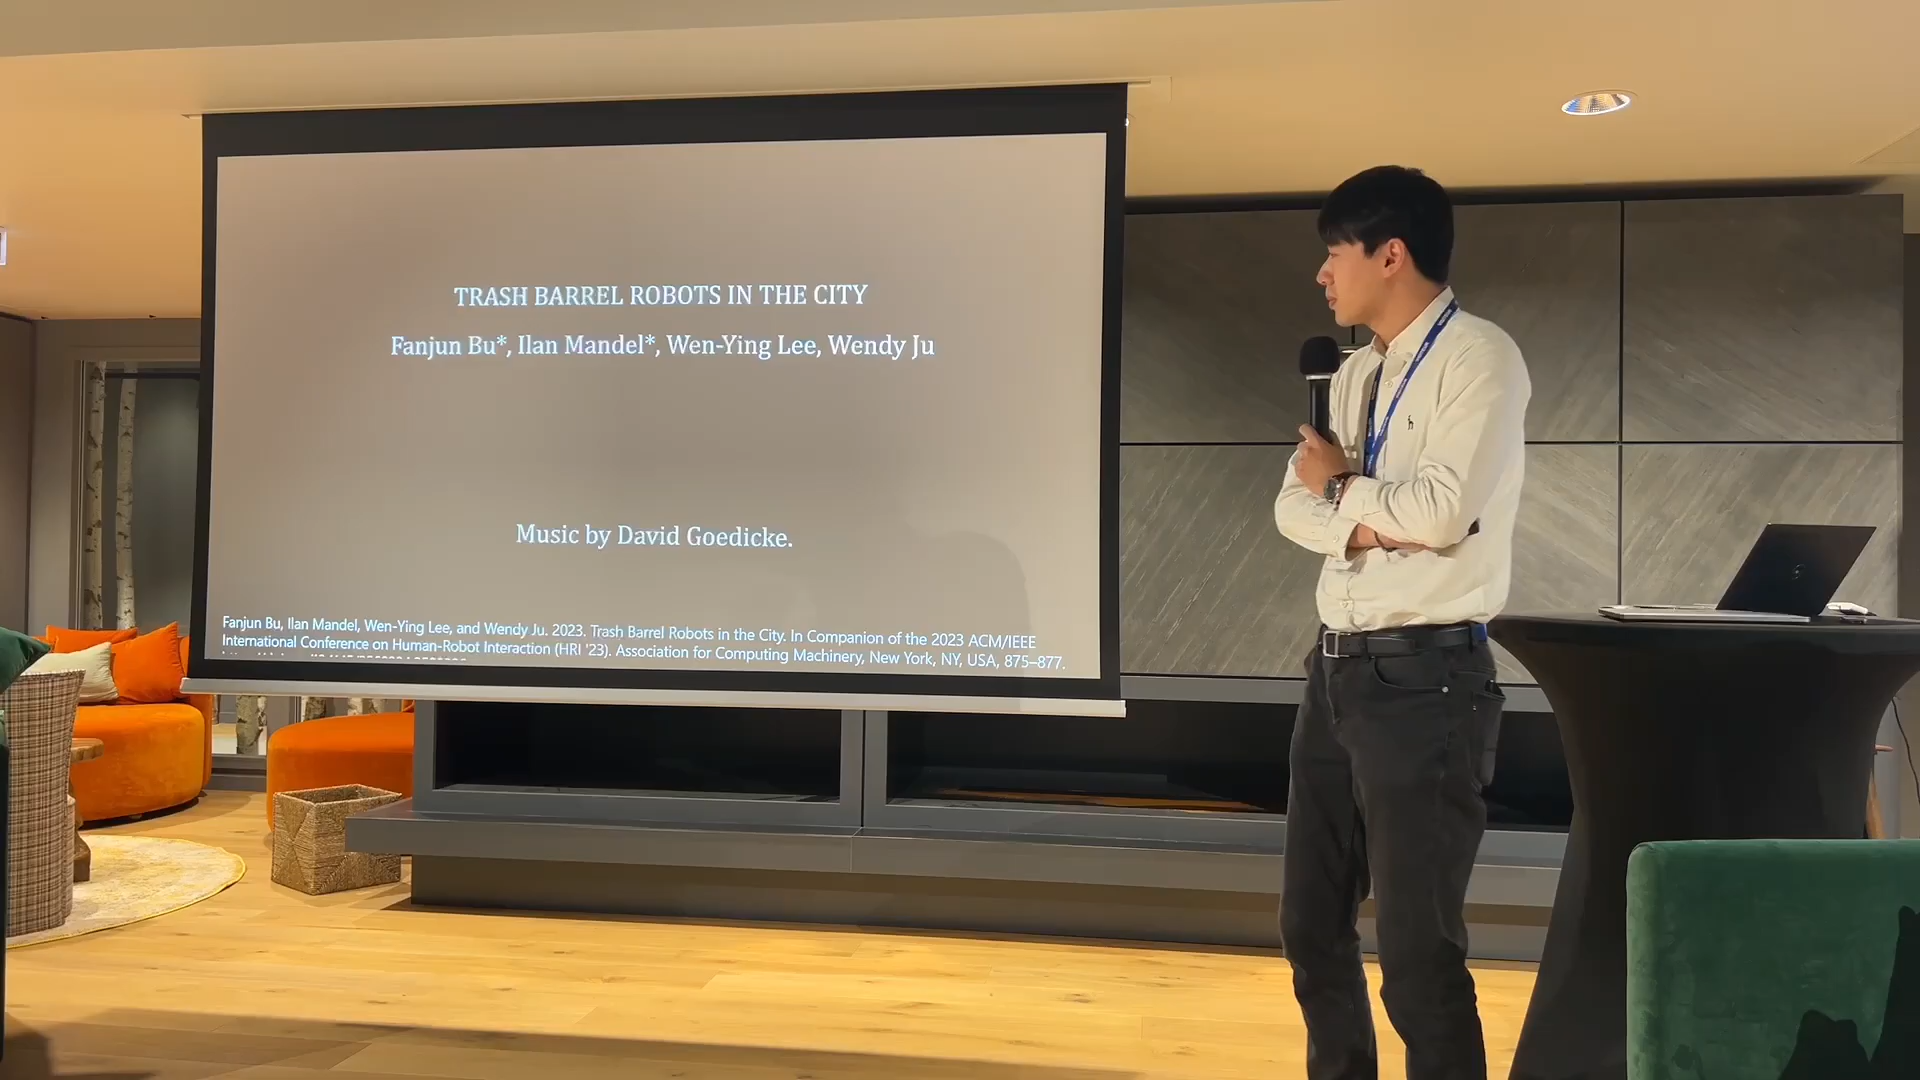 TRASH BARREL ROBOTS IN THE CITY
Fanjun Bu*, Ilan Mandel*, Wen-Ying Lee, Wendy Ju
Music by David Goedicke.
Fanjun Bu, Ilan Mandel, Wen-Ying Lee, and Wendy Ju. 2023. Trash Barrel Robots in the City. In Companion of the 2023 ACM/IEEE
International Conference on Human-Robot Interaction (HRI '23). Association for Computing Machinery, New York, NY, USA, 875–877.